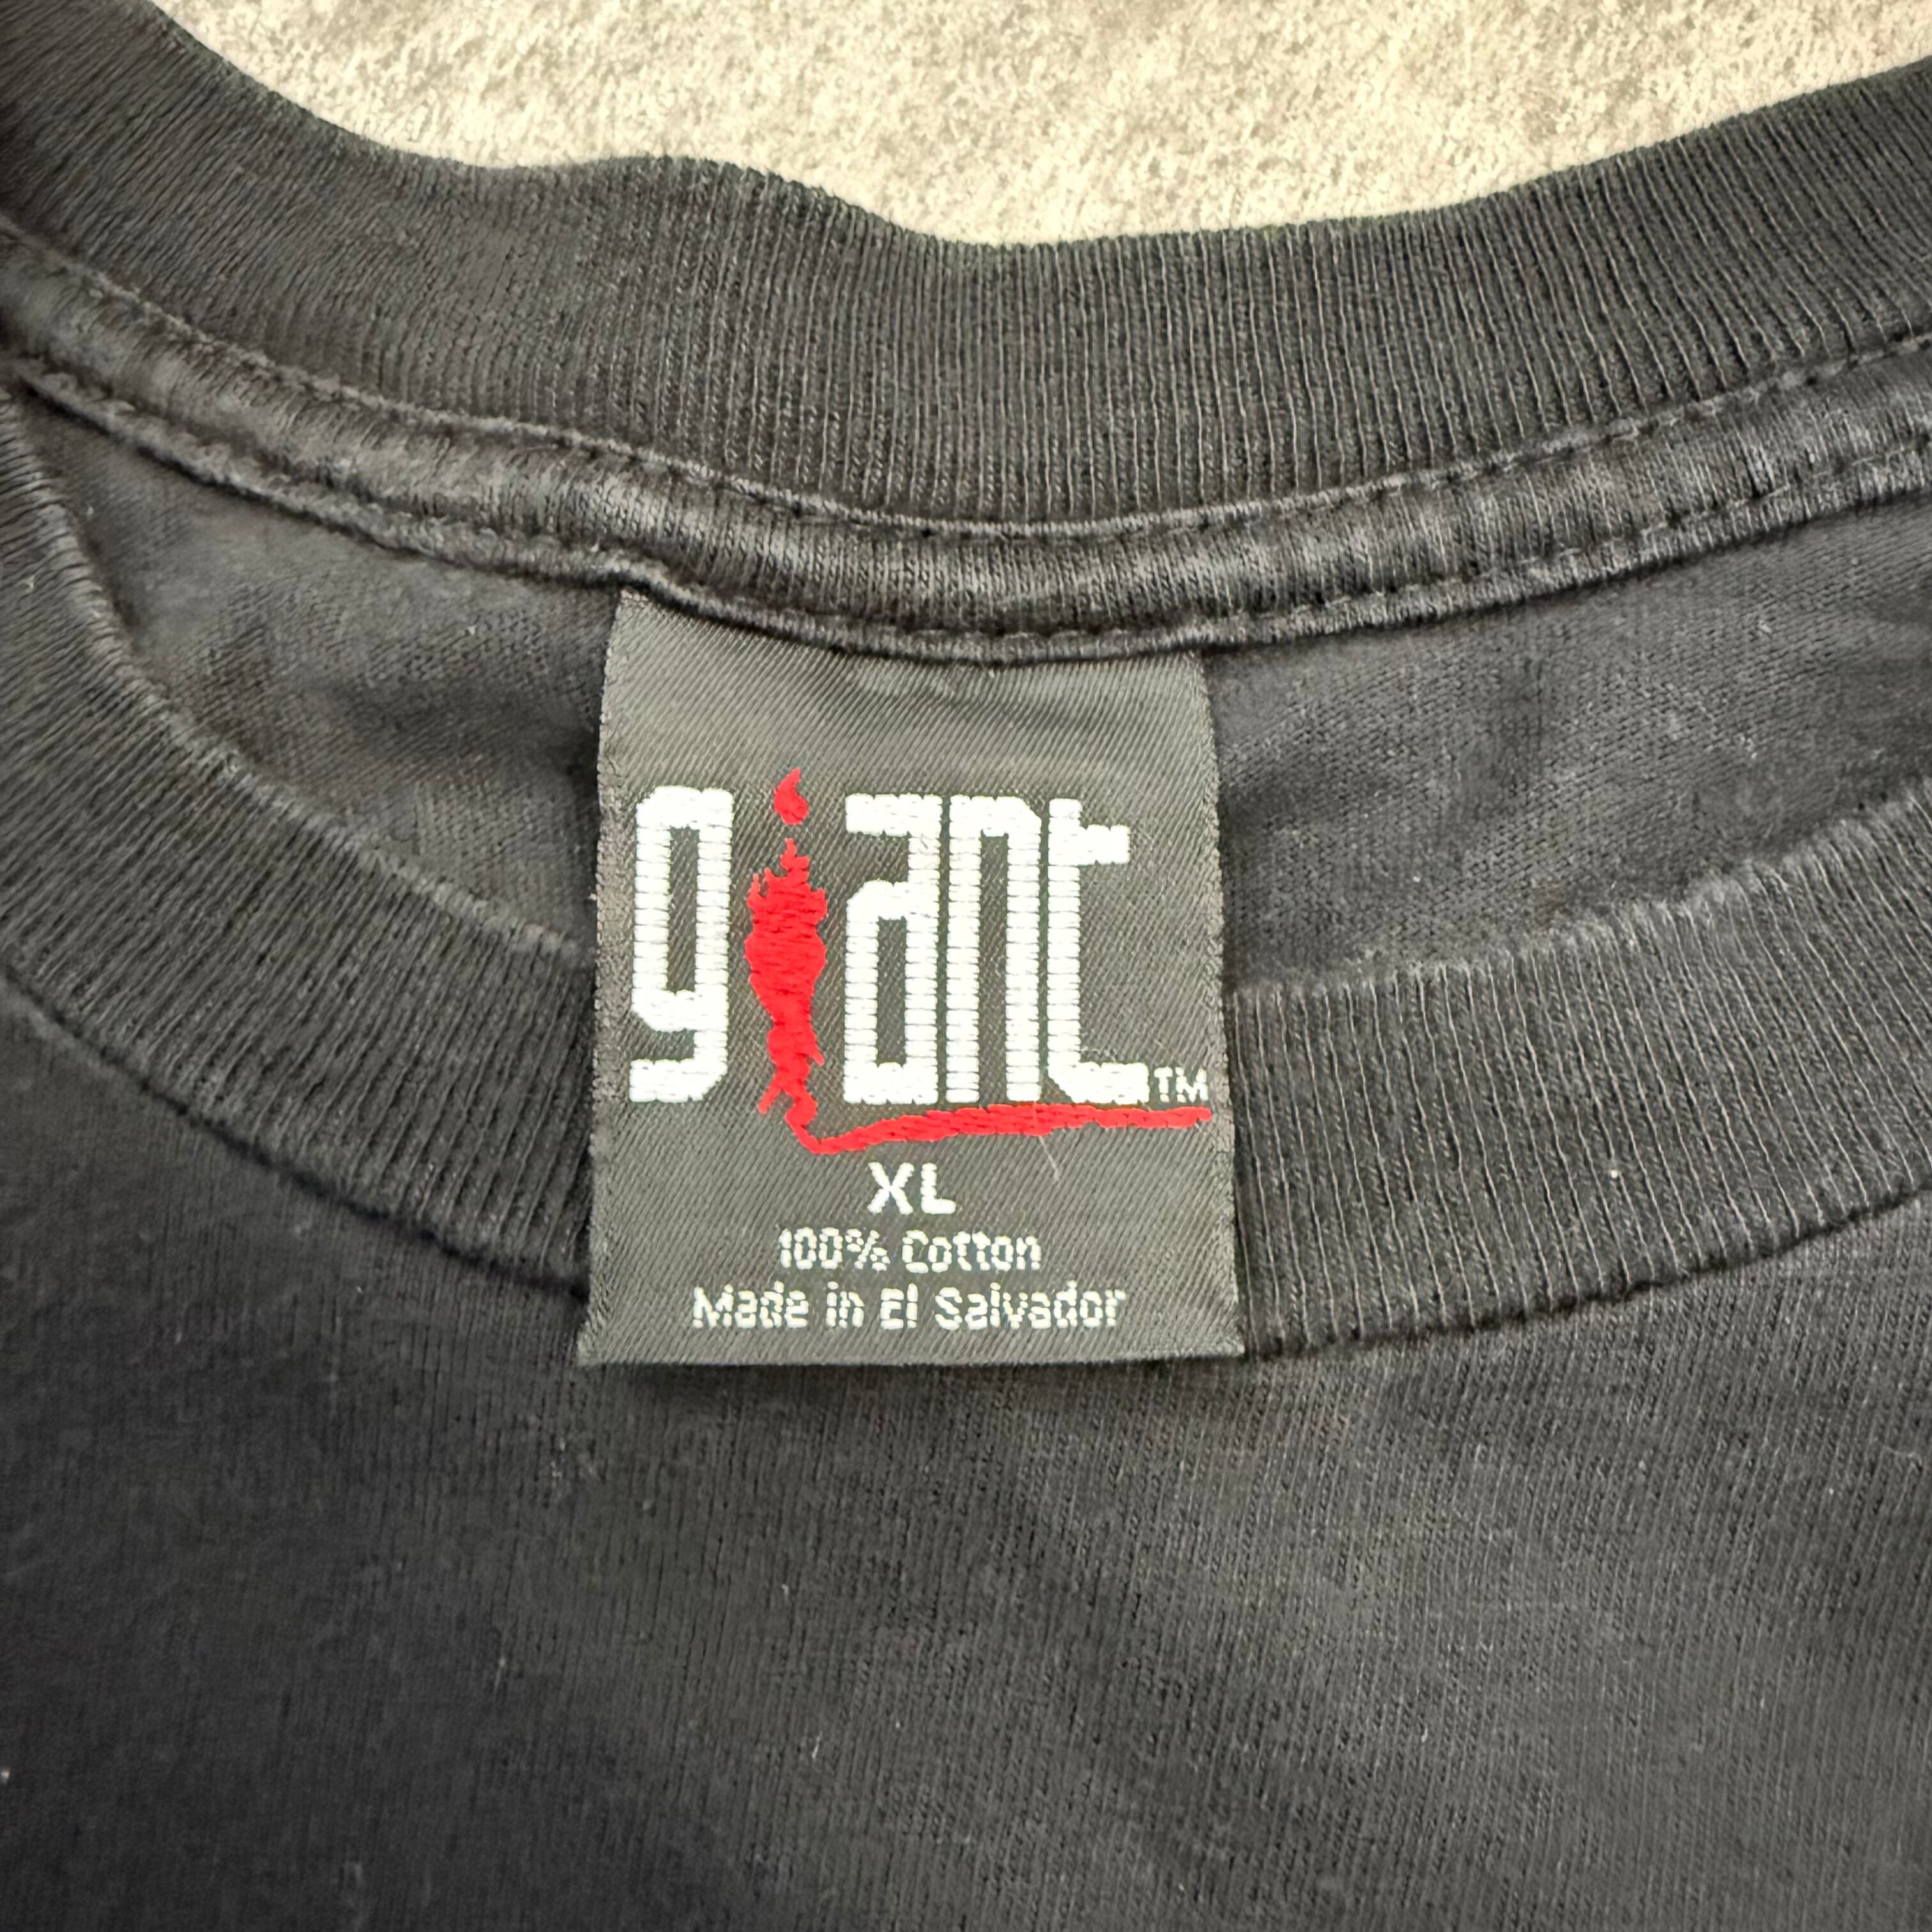 giant™
XL
100% Cotton
Made in El Salvador